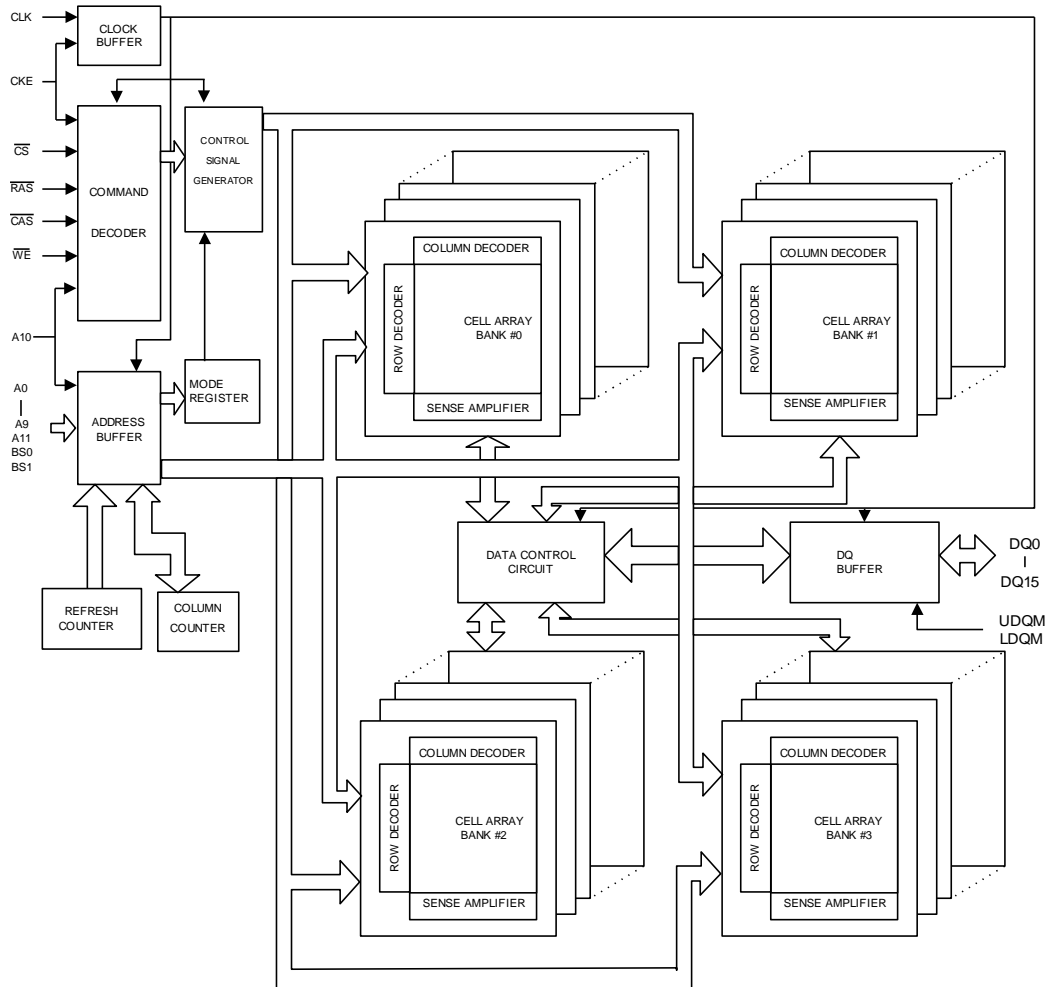 CLK
CLOCK
BUFFER
CKE
CS
RAS
CAS
WE
COMMAND
DECODER
CONTROL
SIGNAL
GENERATOR
A10
A0
A9
A11
BS0
BS1
ADDRESS
BUFFER
MODE
REGISTER
REFRESH
COUNTER
COLUMN
COUNTER
COLUMN DECODER
ROW DECODER
CELL ARRAY
BANK #0
SENSE AMPLIFIER
COLUMN DECODER
ROW DECODER
CELL ARRAY
BANK #1
SENSE AMPLIFIER
DATA CONTROL
CIRCUIT
DQ
BUFFER
DQ0
DQ15
UDQM
LDQM
COLUMN DECODER
ROW DECODER
CELL ARRAY
BANK #2
SENSE AMPLIFIER
COLUMN DECODER
ROW DECODER
CELL ARRAY
BANK #3
SENSE AMPLIFIER